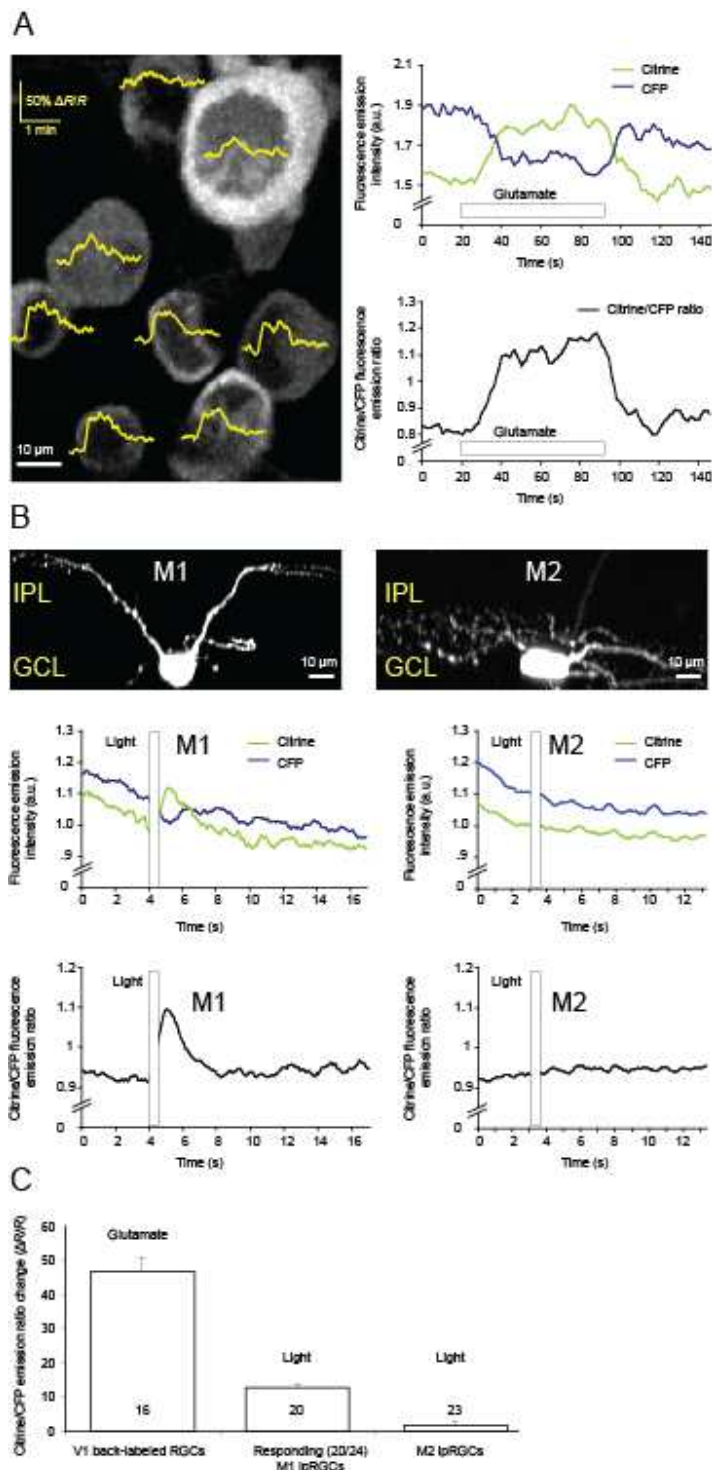 A
50% ΔR/R
1 min
10 µm
2.1
1.9
1.7
1.5
0
Fluorescence emission
intensity (a.u.)
Citrine
CFP
Glutamate
0 20 40 60 80 100 120 140
Time (s)
1.3
1.2
1.1
1.0
0.9
0.8
0
Citrine/CFP fluorescence
emission ratio
Citrine/CFP ratio
Glutamate
0 20 40 60 80 100 120 140
Time (s)
B
M1
IPL
GCL
10 µm
M2
IPL
GCL
10 µm
1.3
1.2
1.1
1.0
.9
0
Fluorescence emission
intensity (a.u.)
Light
M1
Citrine
CFP
0 2 4 6 8 10 12 14 16
Time (s)
1.3
1.2
1.1
1.0
.9
0
Fluorescence emission
intensity (a.u.)
Light
M2
Citrine
CFP
0 2 4 6 8 10 12
Time (s)
1.2
1.1
1
0.9
0
Citrine/CFP fluorescence
emission ratio
Light
M1
0 2 4 6 8 10 12 14 16
Time (s)
1.2
1.1
1
0.9
0
Citrine/CFP fluorescence
emission ratio
Light
M2
0 2 4 6 8 10 12
Time (s)
C
Citrine/CFP emission ratio change (ΔR/R)
60
50
40
30
20
10
0
Glutamate
Light
Light
16
20
23
V1 back-labeled RGCs
Responding (20/24)
M1 ipRGCs
M2 ipRGCs